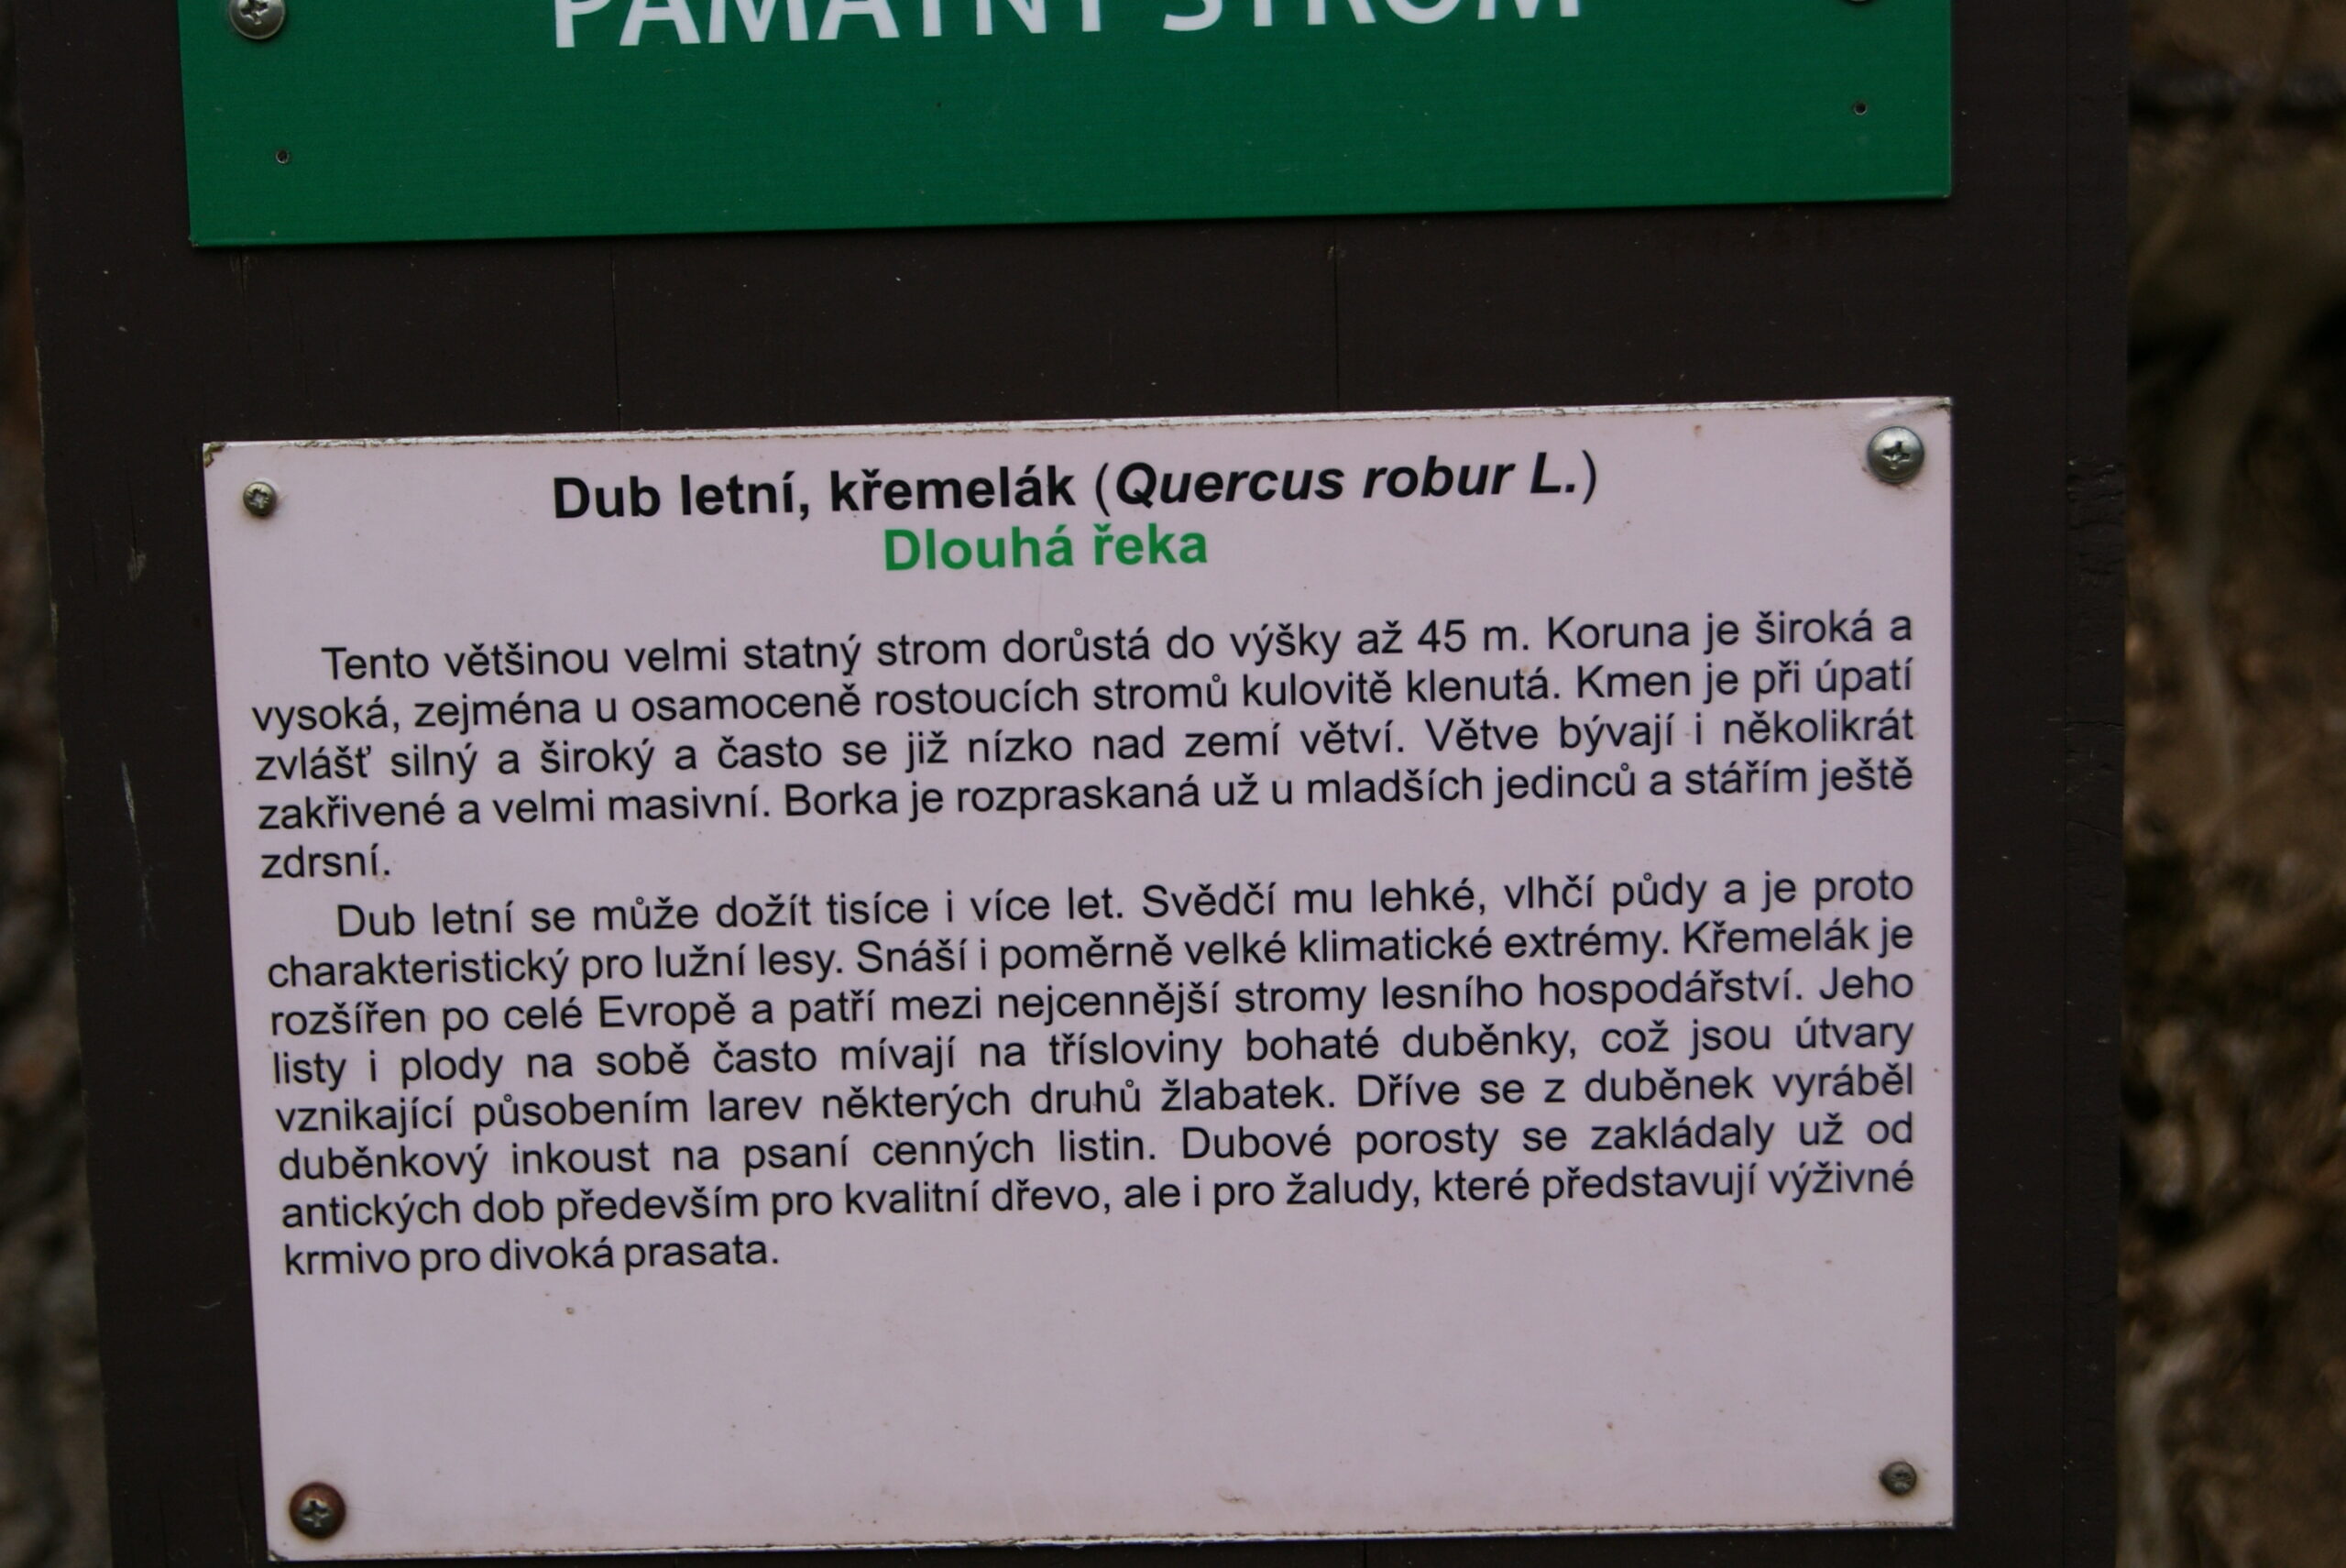 PAMÁTNÝ STROM
Dub letní, křemelák (Quercus robur L.)
Dlouhá řeka
Tento většinou velmi statný strom dorůstá do výšky až 45 m. Koruna je široká a
vysoká, zejména u osamoceně rostoucích stromů kulovitě klenutá. Kmen je při úpatí
zvlášť silný a široký a často se již nízko nad zemí větví. Větve bývají i několikrát
zakřivené a velmi masivní. Borka je rozpraskaná už u mladších jedinců a stářím ještě
zdrsní.
Dub letní se může dožít tisíce i více let. Svědčí mu lehké, vlhčí půdy a je proto
charakteristický pro lužní lesy. Snáší i poměrně velké klimatické extrémy. Křemelák je
rozšířen po celé Evropě a patří mezi nejcennější stromy lesního hospodářství. Jeho
listy i plody na sobě často mívají na třísloviny bohaté duběnky, což jsou útvary
vznikající působením larev některých druhů žlabatek. Dříve se z duběnek vyráběl
duběnkový inkoust na psaní cenných listin. Dubové porosty se zakládaly už od
antických dob především pro kvalitní dřevo, ale i pro žaludy, které představují výživné
krmivo pro divoká prasata.